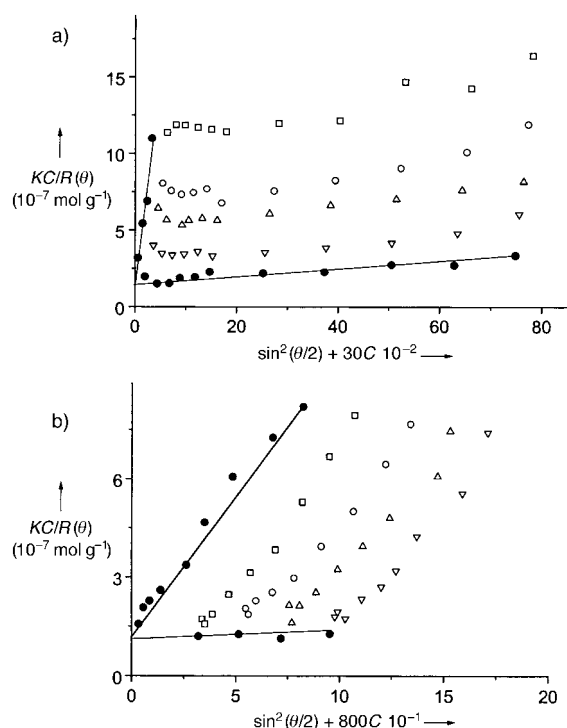 a)
15
10
5
0
KC/R(θ)
(10⁻⁷ mol g⁻¹)
0 20 40 60 80
sin²(θ/2) + 30C 10⁻²
b)
6
3
0
KC/R(θ)
(10⁻⁷ mol g⁻¹)
0 5 10 15 20
sin²(θ/2) + 800C 10⁻¹